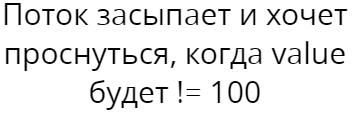 Поток засыпает и хочет
проснуться, когда value
будет != 100